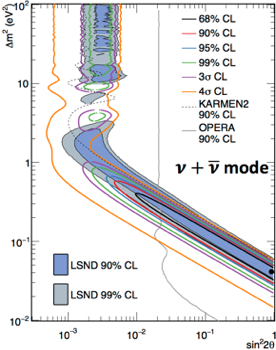 Δm² (eV²)
10²
10
1
10⁻¹
10⁻²
68% CL
90% CL
95% CL
99% CL
3σ CL
4σ CL
KARMEN2
90% CL
OPERA
90% CL
ν + ν̅ mode
LSND 90% CL
LSND 99% CL
10⁻³ 10⁻² 10⁻¹ 1
sin²2θ